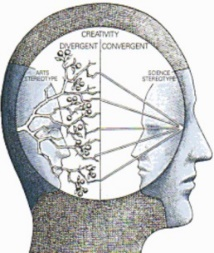 CREATIVITY
DIVERGENT CONVERGENT
ARTS STEREOTYPE
SCIENCE STEREOTYPE